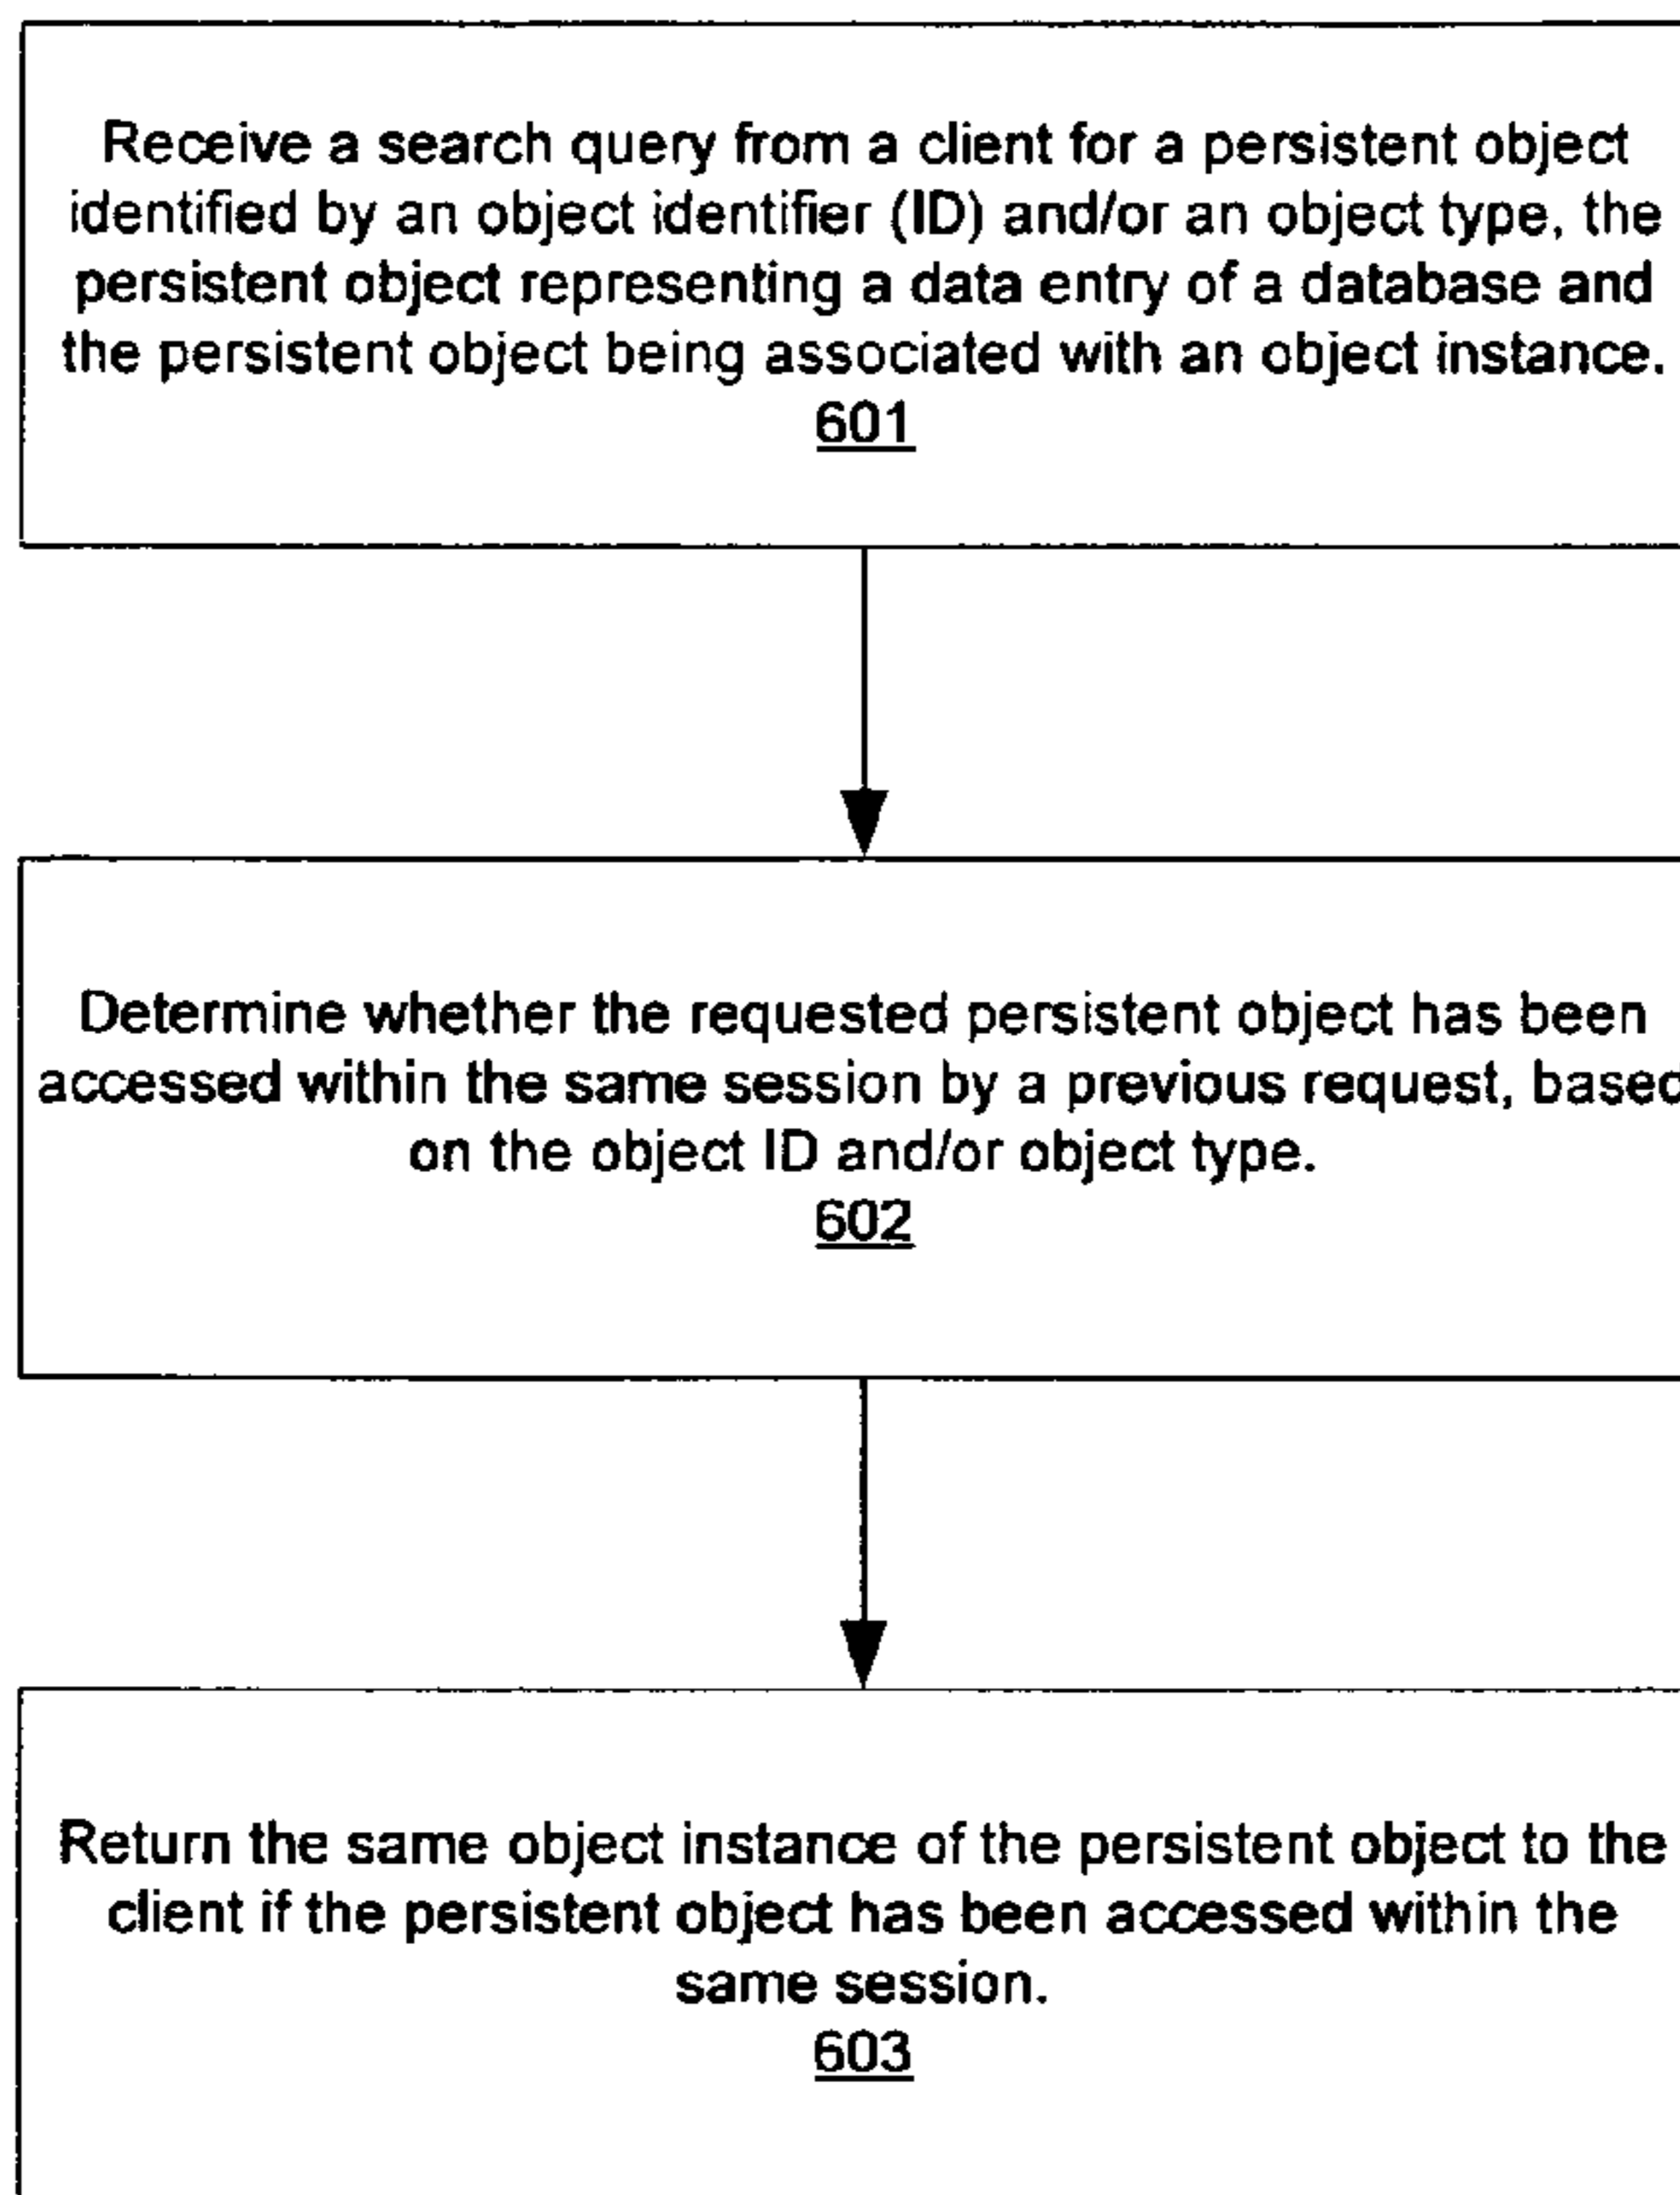 Receive a search query from a client for a persistent object
identified by an object identifier (ID) and/or an object type, the
persistent object representing a data entry of a database and
the persistent object being associated with an object instance.
601
Determine whether the requested persistent object has been
accessed within the same session by a previous request, based
on the object ID and/or object type.
602
Return the same object instance of the persistent object to the
client if the persistent object has been accessed within the
same session.
603